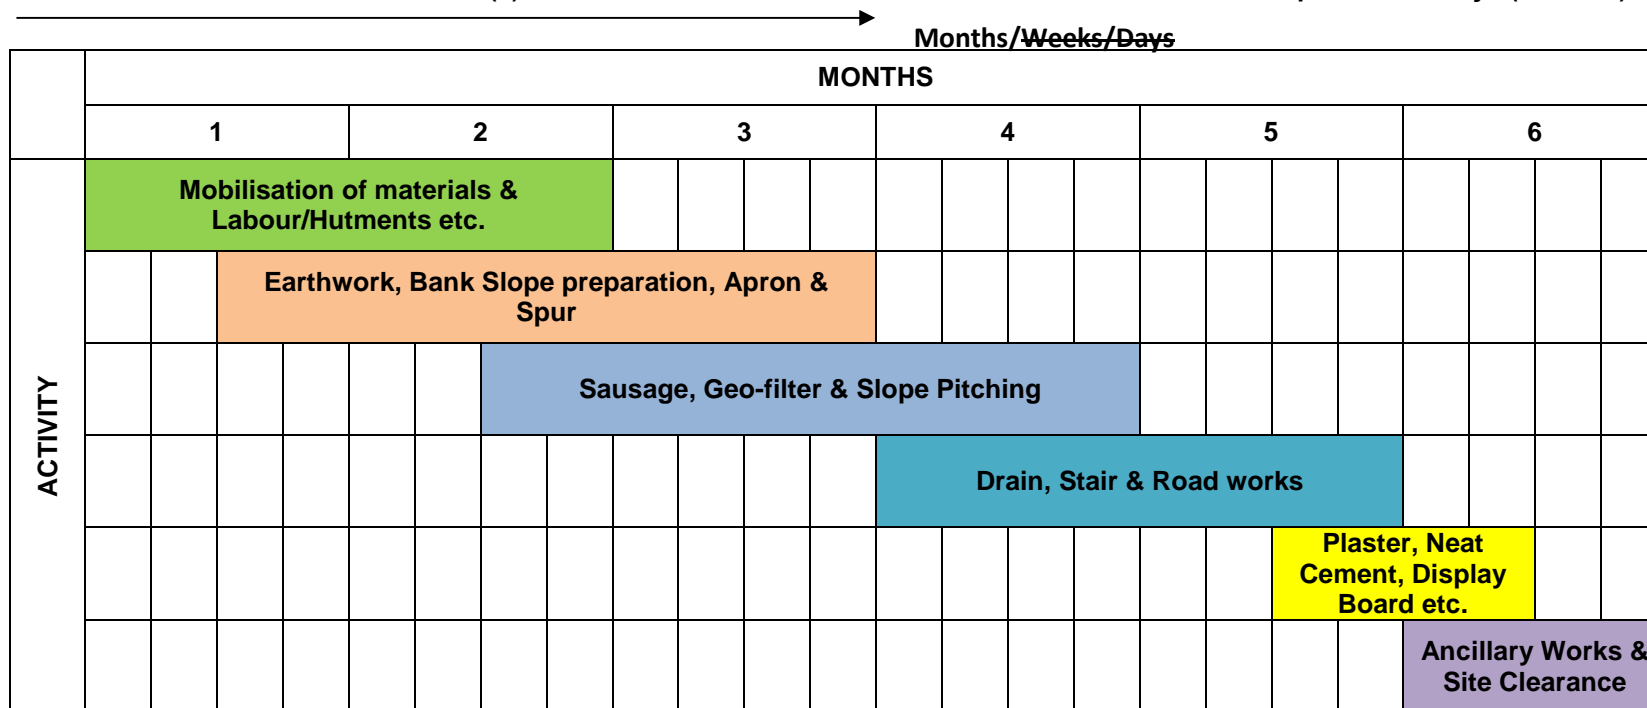 Months/Weeks/Days
MONTHS
1 2 3 4 5 6
ACTIVITY
Mobilisation of materials &
Labour/Hutments etc.
Earthwork, Bank Slope preparation, Apron &
Spur
Sausage, Geo-filter & Slope Pitching
Drain, Stair & Road works
Plaster, Neat
Cement, Display
Board etc.
Ancillary Works &
Site Clearance